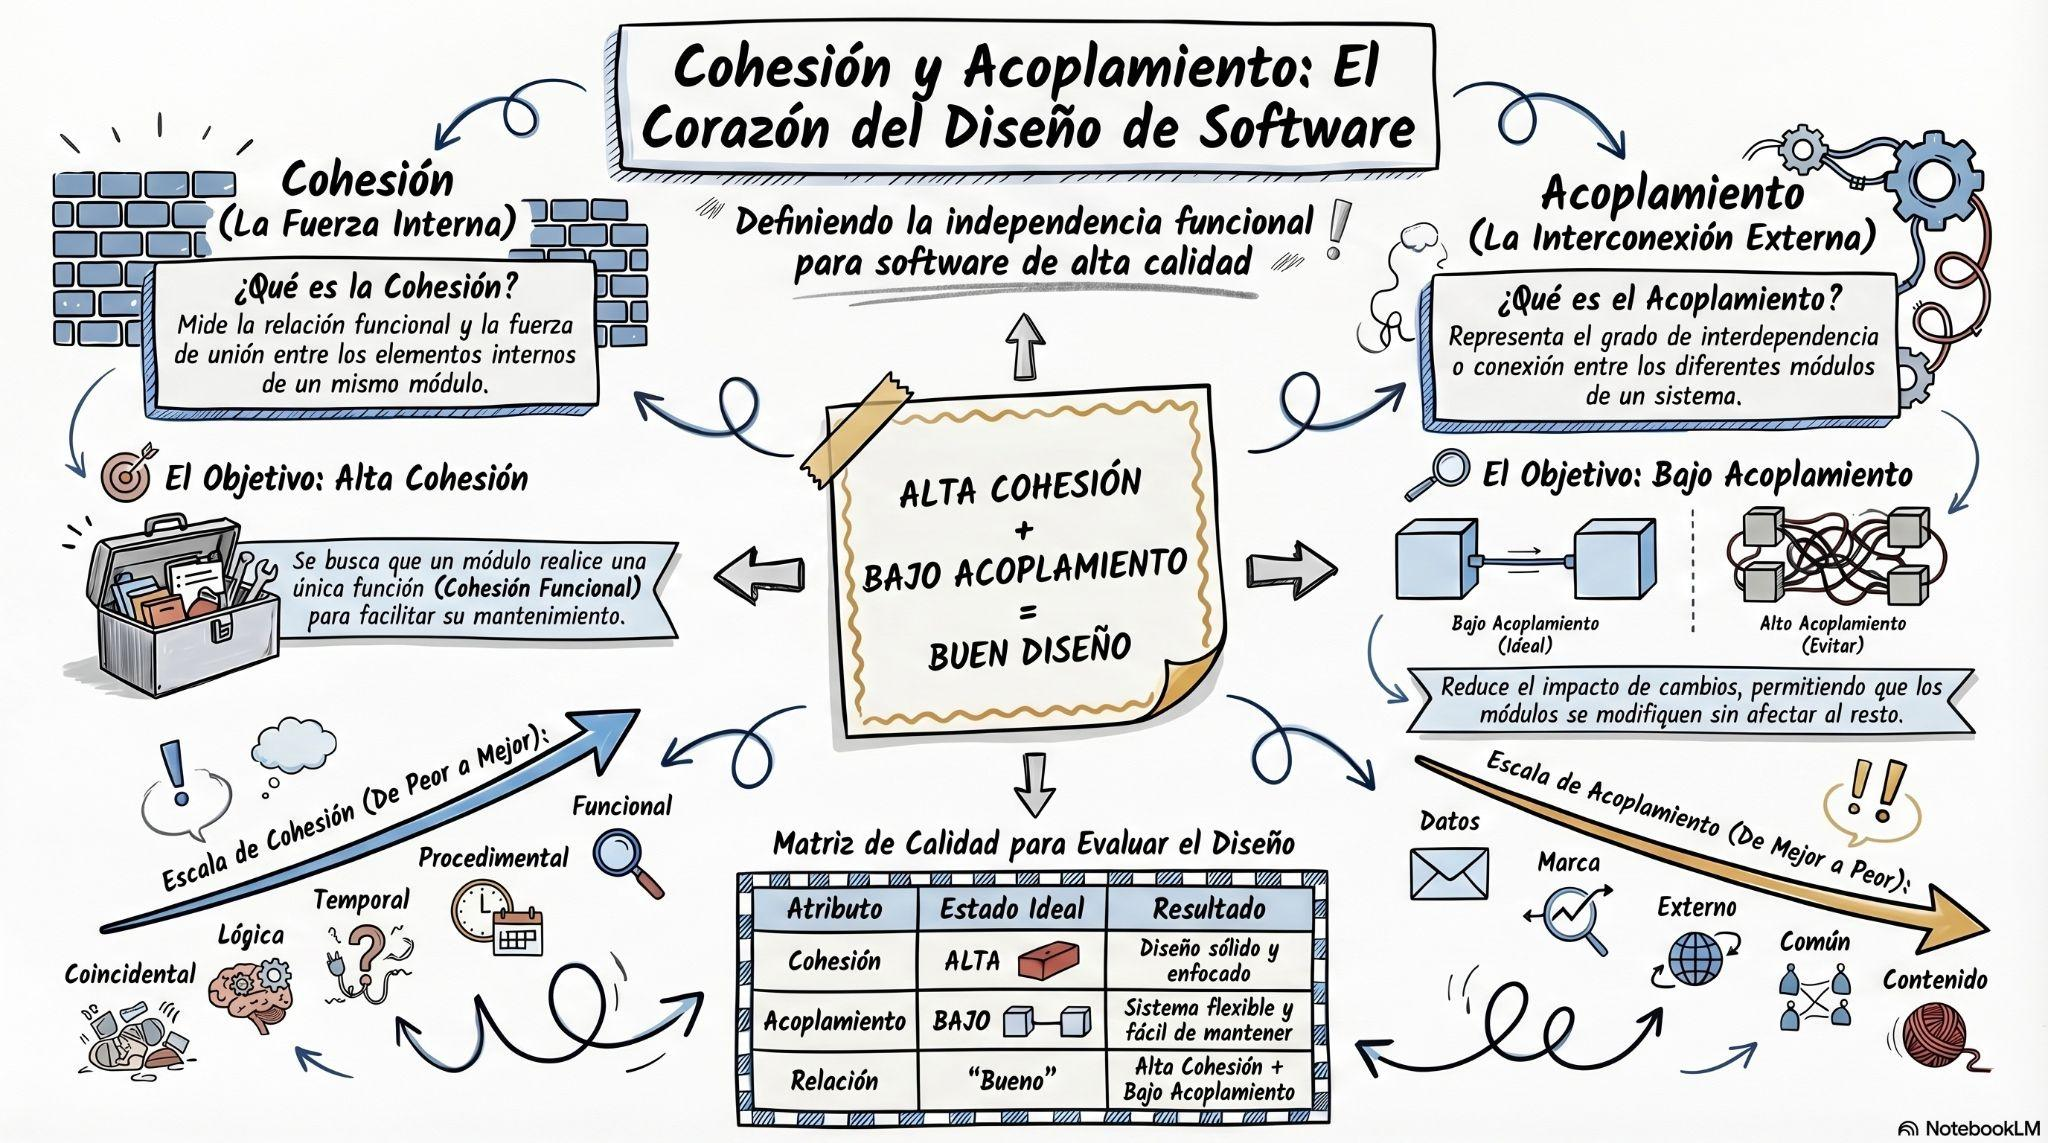 Cohesión y Acoplamiento: El
Corazón del Diseño de Software
Definiendo la independencia funcional
para software de alta calidad
Cohesión
(La Fuerza Interna)
¿Qué es la Cohesión?
Mide la relación funcional y la fuerza
de unión entre los elementos internos
de un mismo módulo.
El Objetivo: Alta Cohesión
Se busca que un módulo realice una
única función (Cohesión Funcional)
para facilitar su mantenimiento.
Escala de Cohesión (De Peor a Mejor):
Coincidental
Lógica
Temporal
Procedimental
Funcional
ALTA COHESIÓN
+
BAJO ACOPLAMIENTO
=
BUEN DISEÑO
Matriz de Calidad para Evaluar el Diseño
Atributo Estado Ideal Resultado
Cohesión ALTA Diseño sólido y
enfocado
Acoplamiento BAJO Sistema flexible y
fácil de mantener
Relación “Bueno” Alta Cohesión +
Bajo Acoplamiento
Acoplamiento
(La Interconexión Externa)
¿Qué es el Acoplamiento?
Representa el grado de interdependencia
o conexión entre los diferentes módulos
de un sistema.
El Objetivo: Bajo Acoplamiento
Bajo Acoplamiento
(Ideal)
Alto Acoplamiento
(Evitar)
Reduce el impacto de cambios, permitiendo que los
módulos se modifiquen sin afectar al resto.
Escala de Acoplamiento (De Mejor a Peor):
Datos
Marca
Externo
Común
Contenido
NotebookLM